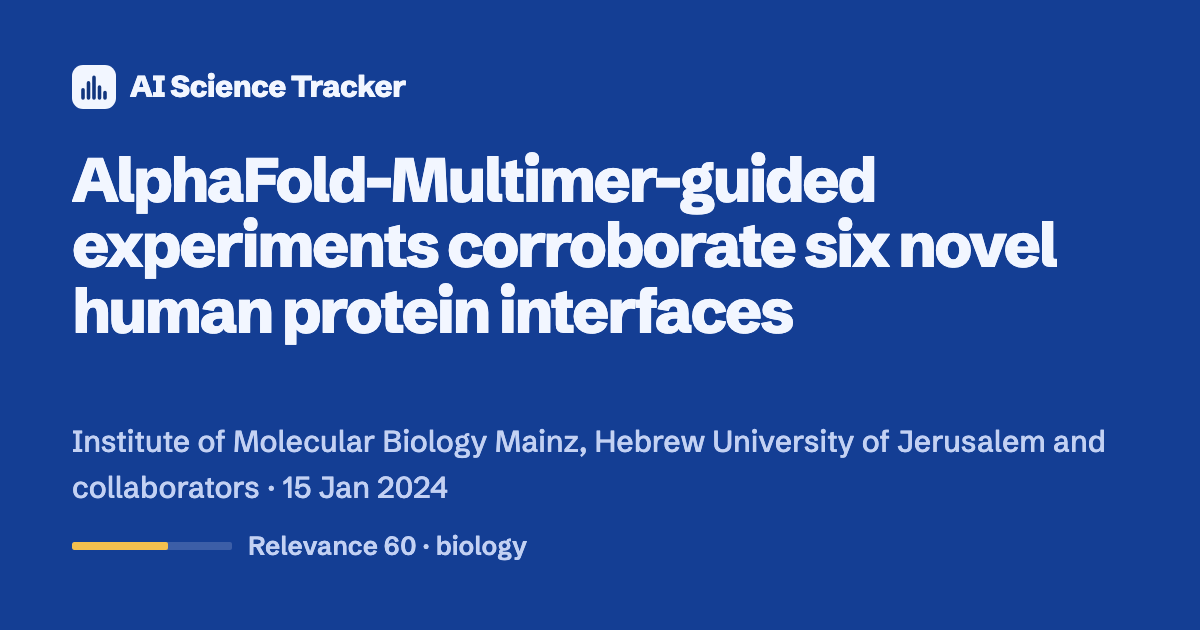 AI Science Tracker
AlphaFold-Multimer-guided
experiments corroborate six novel
human protein interfaces
Institute of Molecular Biology Mainz, Hebrew University of Jerusalem and
collaborators · 15 Jan 2024
Relevance 60 · biology